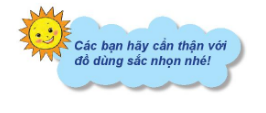 Các bạn hãy cẩn thận với
đồ dùng sắc nhọn nhé!